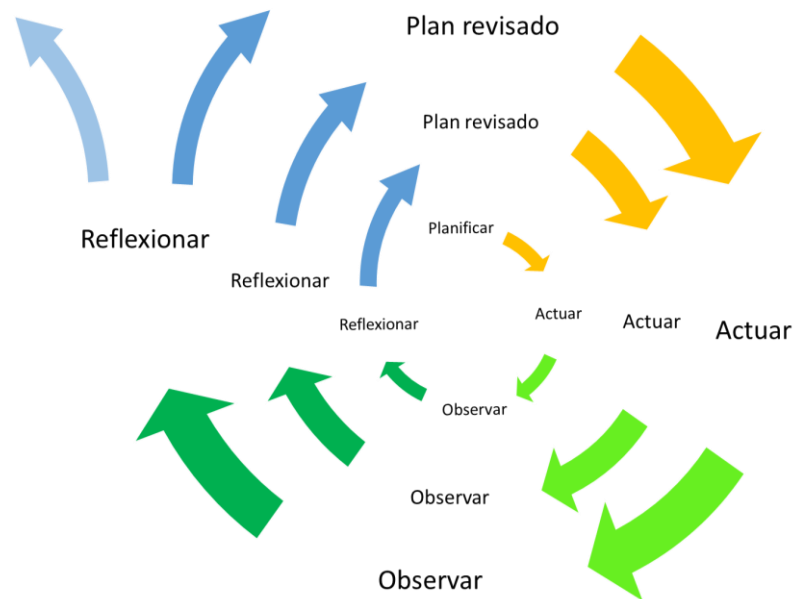 Plan revisado
Plan revisado
Planificar
Reflexionar
Reflexionar
Reflexionar
Actuar
Actuar
Actuar
Observar
Observar
Observar